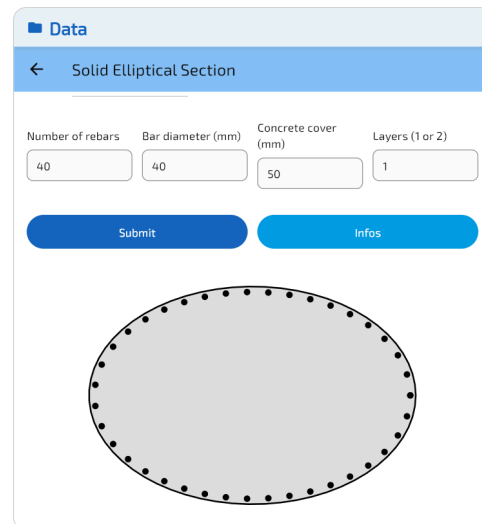 Data
Solid Elliptical Section
Number of rebars
Bar diameter (mm)
Concrete cover
(mm)
Layers (1 or 2)
40
40
50
1
Submit
Infos